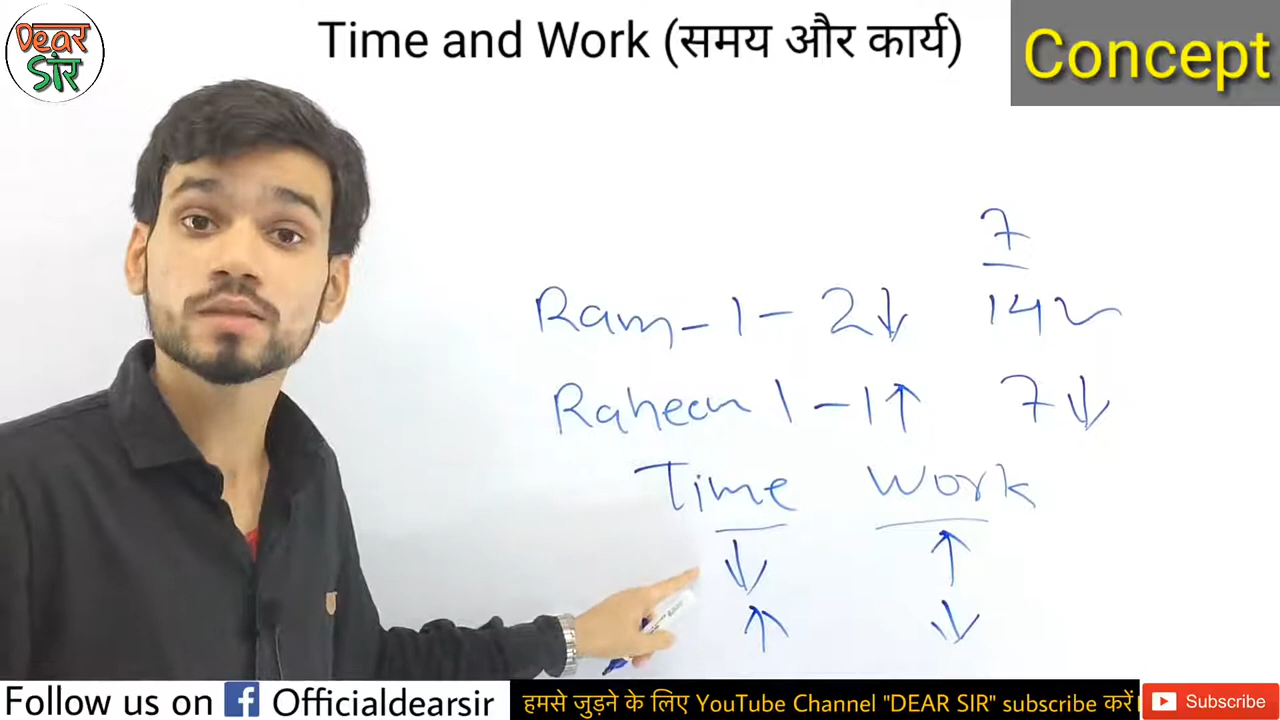 Dear
Sir
Time and Work (समय और कार्य)
Concept
7
Ram - 1 - 2 ↓ 14
Raheem 1 - 1 ↑ 7 ↓
Time Work
↓ ↑
↑ ↓
Follow us on f Officialdearsir
हमसे जुड़ने के लिए YouTube Channel "DEAR SIR" subscribe करें।
Subscribe